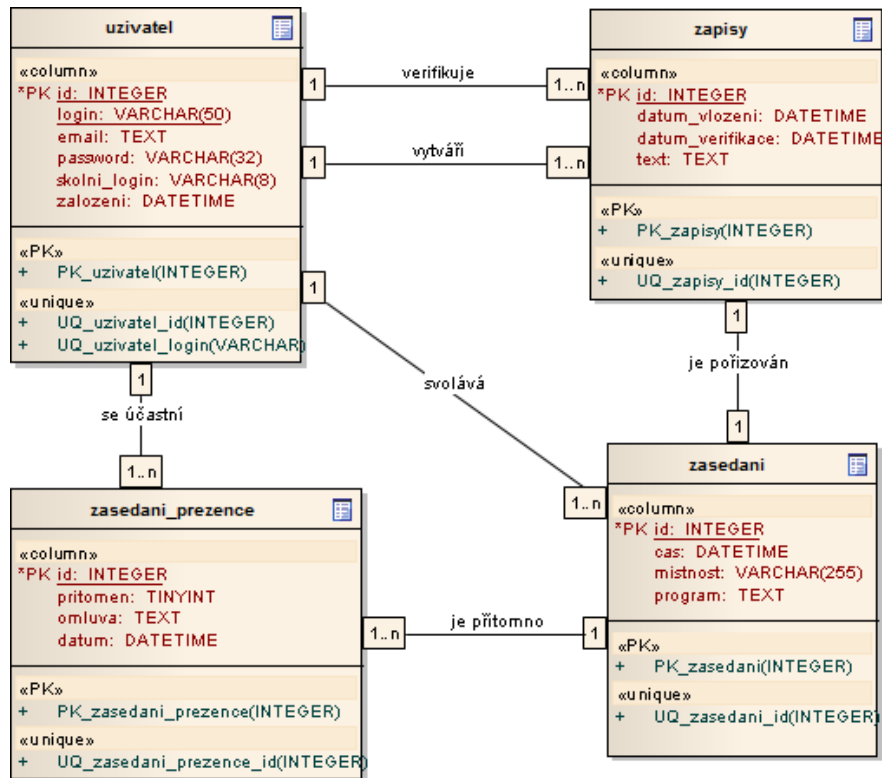 uzivatel
«column»
*PK id: INTEGER
login: VARCHAR(50)
email: TEXT
password: VARCHAR(32)
skolni_login: VARCHAR(8)
zalozeni: DATETIME
«PK»
+ PK_uzivatel(INTEGER)
«unique»
+ UQ_uzivatel_id(INTEGER)
+ UQ_uzivatel_login(VARCHAR)
1
verifikuje
1..n
1
vytváří
1..n
zapisy
«column»
*PK id: INTEGER
datum_vlozeni: DATETIME
datum_verifikace: DATETIME
text: TEXT
«PK»
+ PK_zapisy(INTEGER)
«unique»
+ UQ_zapisy_id(INTEGER)
1
svolává
1..n
1
je pořizován
1
1
se účastní
1..n
zasedani_prezence
«column»
*PK id: INTEGER
pritomen: TINYINT
omluva: TEXT
datum: DATETIME
«PK»
+ PK_zasedani_prezence(INTEGER)
«unique»
+ UQ_zasedani_prezence_id(INTEGER)
1..n
je přítomno
1
zasedani
«column»
*PK id: INTEGER
cas: DATETIME
mistnost: VARCHAR(255)
program: TEXT
«PK»
+ PK_zasedani(INTEGER)
«unique»
+ UQ_zasedani_id(INTEGER)